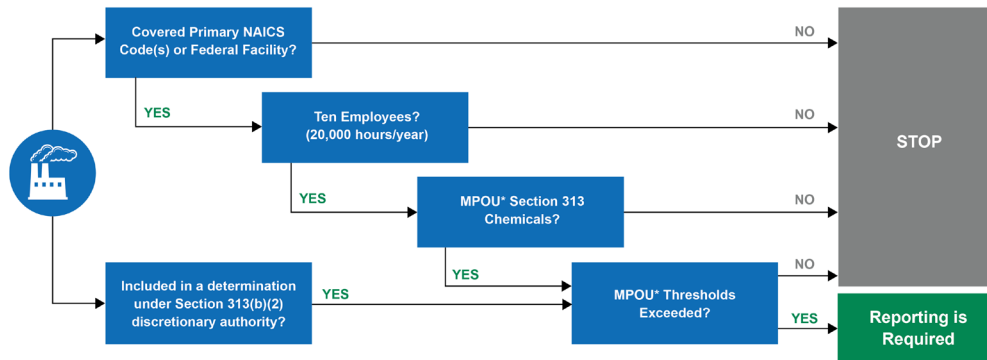 Covered Primary NAICS
Code(s) or Federal Facility?
NO
YES
Ten Employees?
(20,000 hours/year)
NO
STOP
YES
MPOU* Section 313
Chemicals?
NO
YES
NO
Included in a determination
under Section 313(b)(2)
discretionary authority?
YES
MPOU* Thresholds
Exceeded?
YES
Reporting is
Required